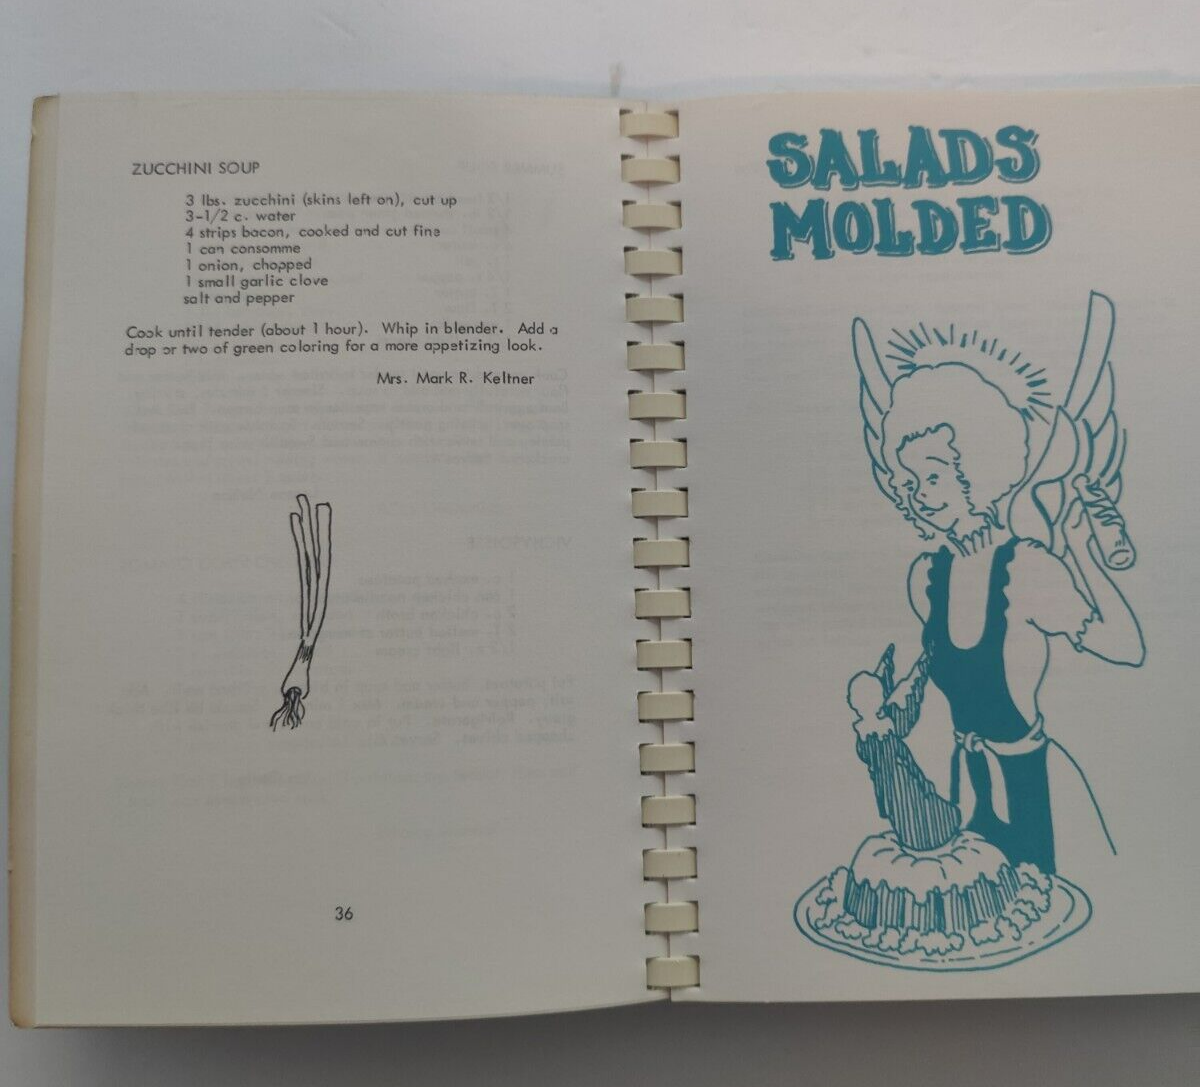 ZUCCHINI SOUP
3 lbs. zucchini (skins left on), cut up
3-1/2 c. water
4 strips bacon, cooked and cut fine
1 can consomme
1 onion, chopped
1 small garlic clove
salt and pepper
Cook until tender (about 1 hour). Whip in blender. Add a
drop or two of green coloring for a more appetizing look.
Mrs. Mark R. Keltner
36
SALADS
MOLDED